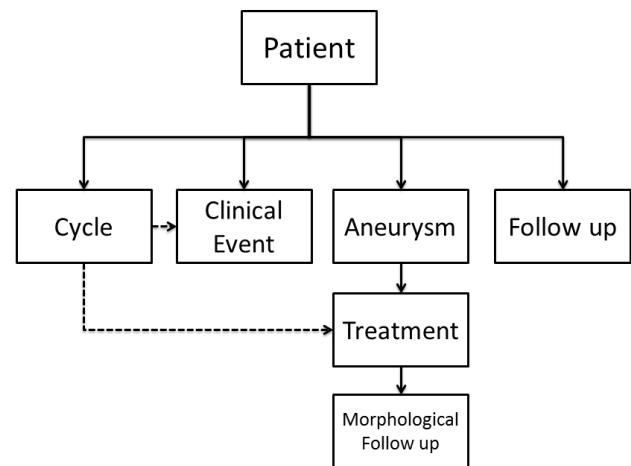 Patient
Cycle
Clinical
Event
Aneurysm
Follow up
Treatment
Morphological
Follow up